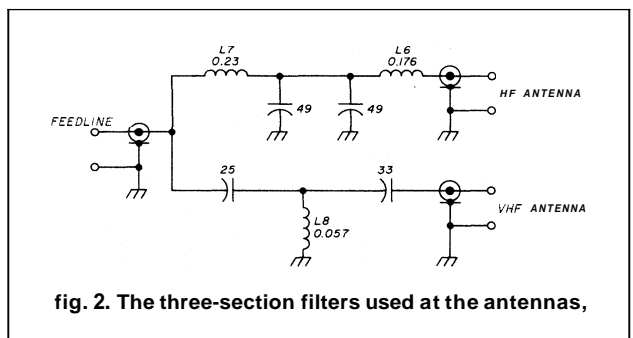 L7
0.23
L6
0.176
49
49
HF ANTENNA
FEEDLINE
25
33
L8
0.057
VHF ANTENNA
fig. 2. The three-section filters used at the antennas,